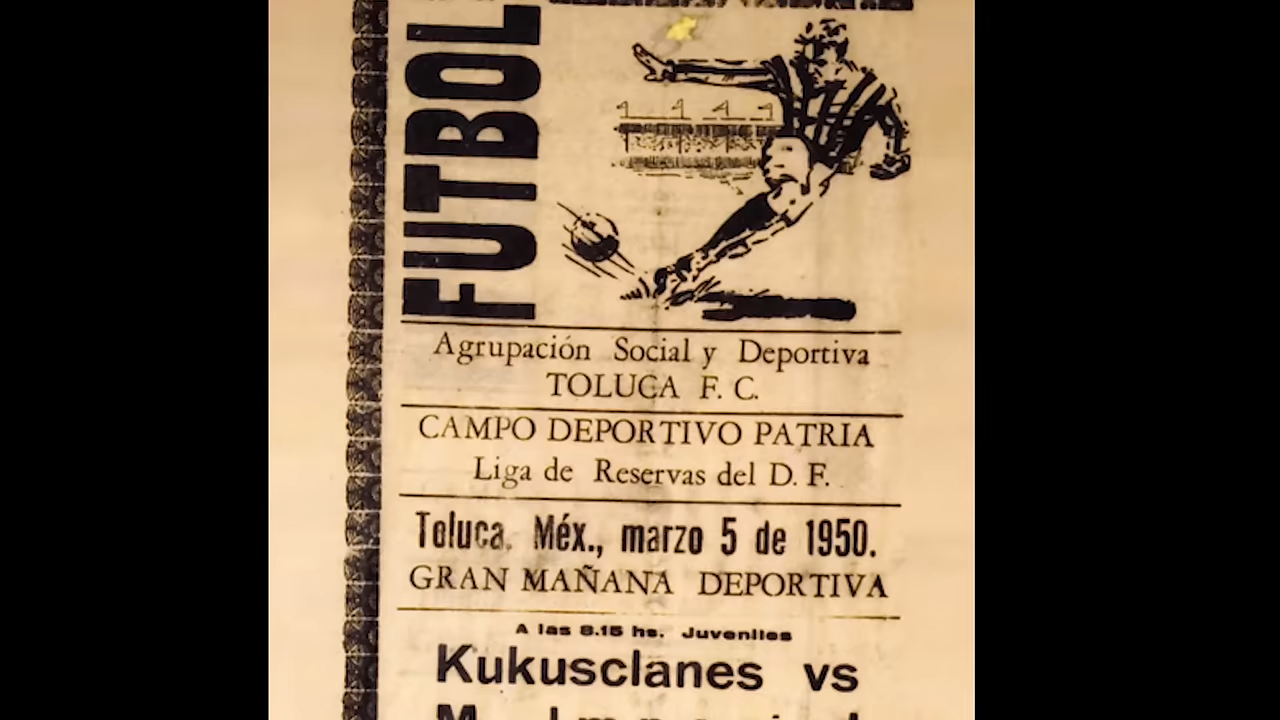 FUTBOL
Agrupación Social y Deportiva
TOLUCA F. C.
CAMPO DEPORTIVO PATRIA
Liga de Reservas del D. F.
Toluca. Méx., marzo 5 de 1950.
GRAN MAÑANA DEPORTIVA
A las 8.15 hs. Juveniles
Kukusclanes vs